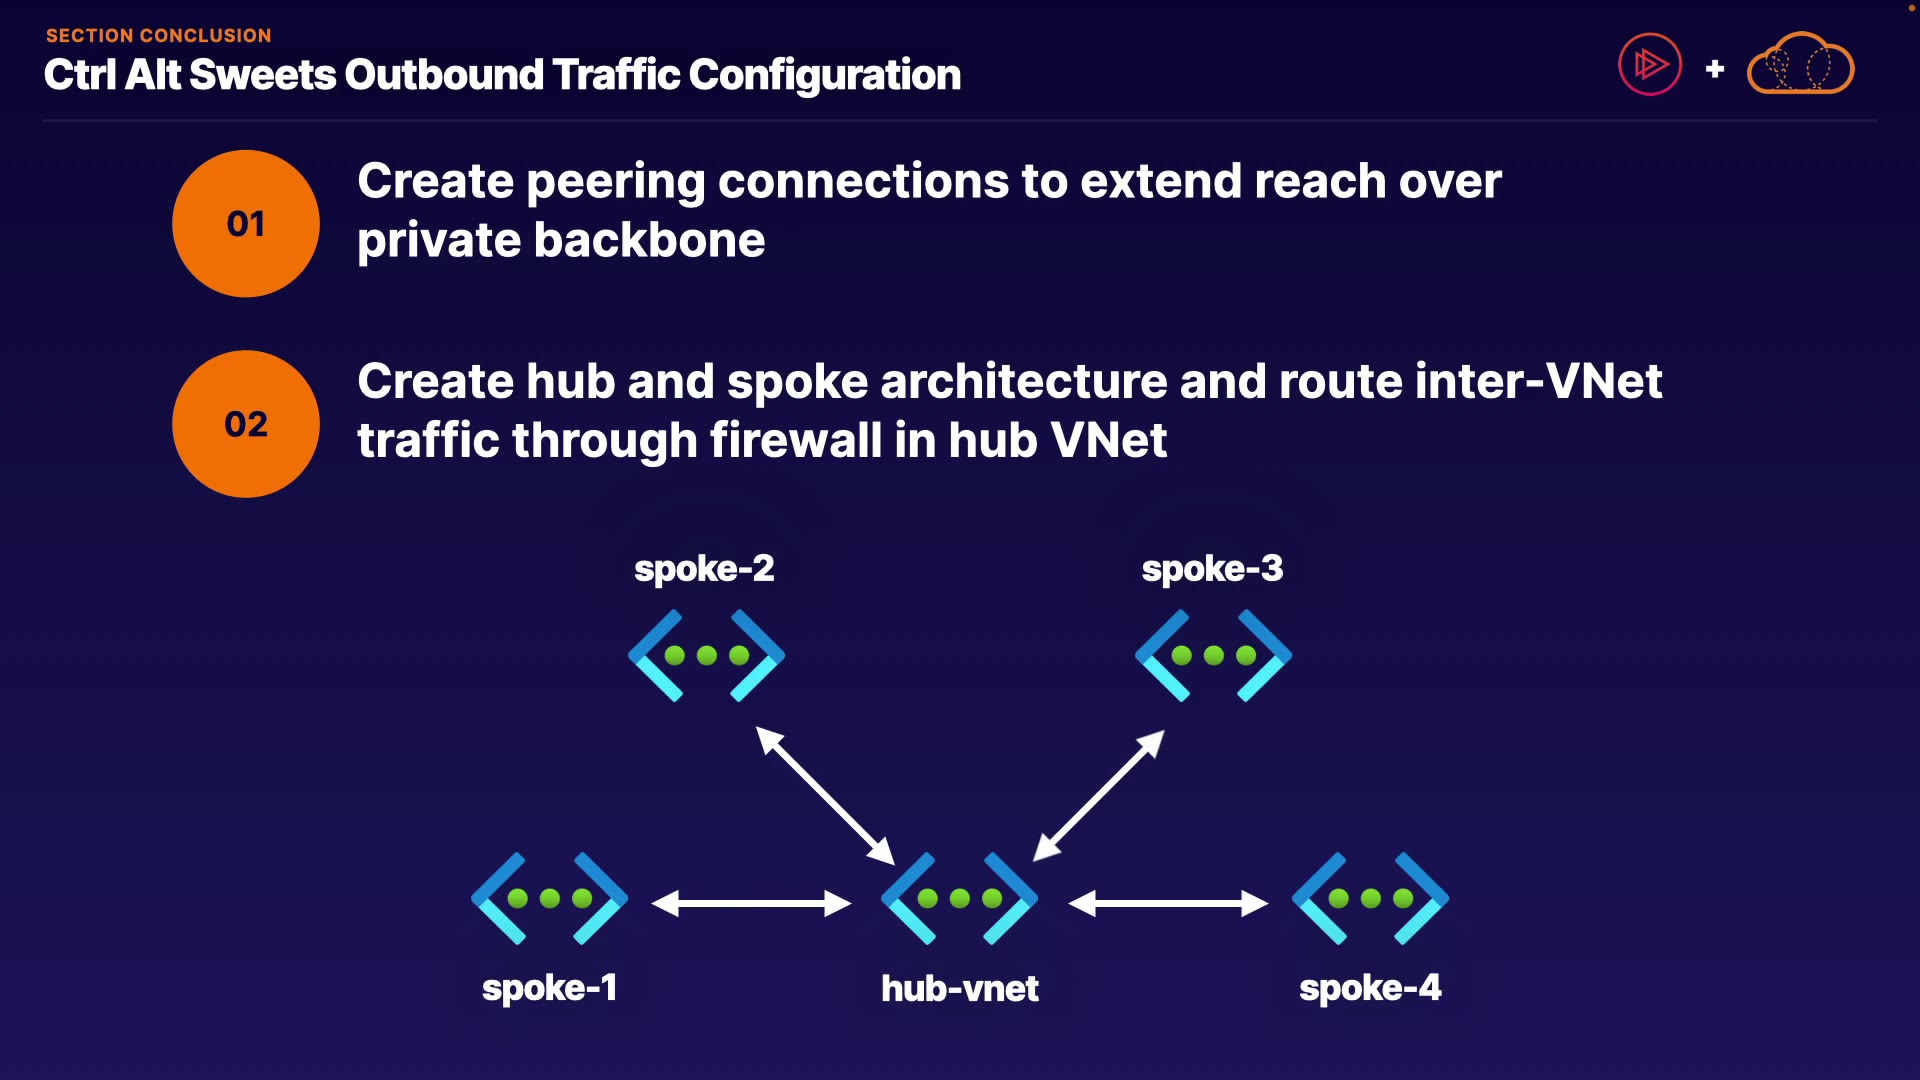 SECTION CONCLUSION
Ctrl Alt Sweets Outbound Traffic Configuration
+
01
Create peering connections to extend reach over
private backbone
02
Create hub and spoke architecture and route inter-VNet
traffic through firewall in hub VNet
spoke-2
spoke-3
spoke-1
hub-vnet
spoke-4